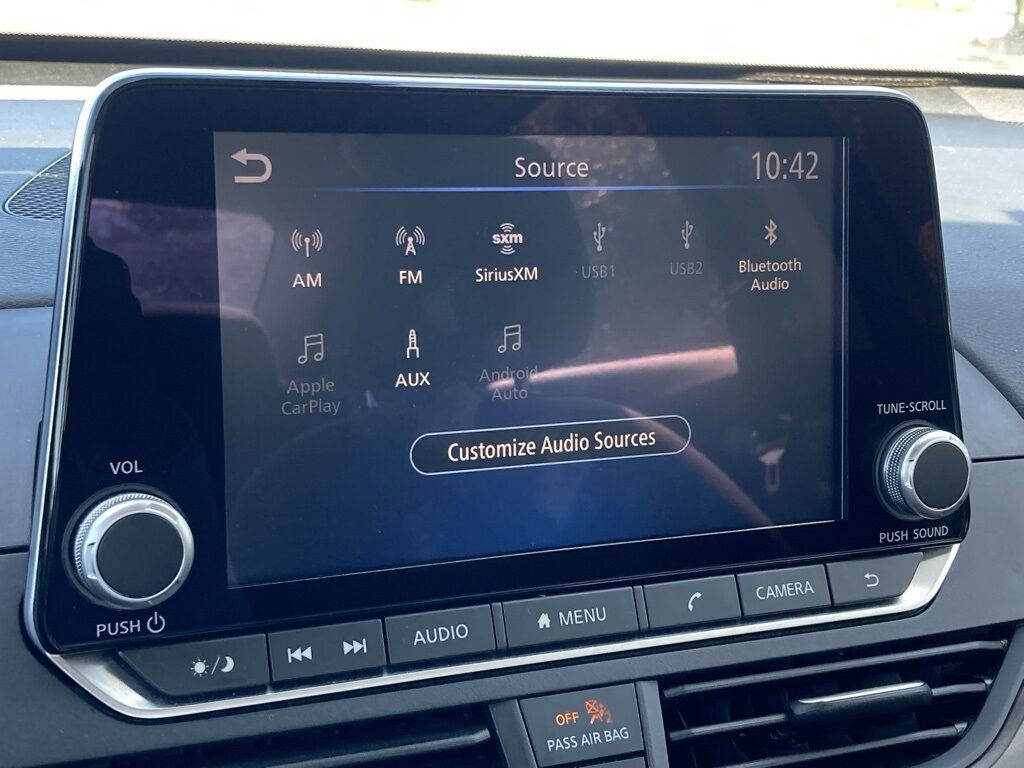 Source
10:42
AM
FM
sxm
SiriusXM
USB1
USB2
Bluetooth
Audio
Apple
CarPlay
AUX
Android
Auto
Customize Audio Sources
TUNE·SCROLL
VOL
PUSH SOUND
PUSH
AUDIO
MENU
CAMERA
OFF
2
PASS AIR BAG